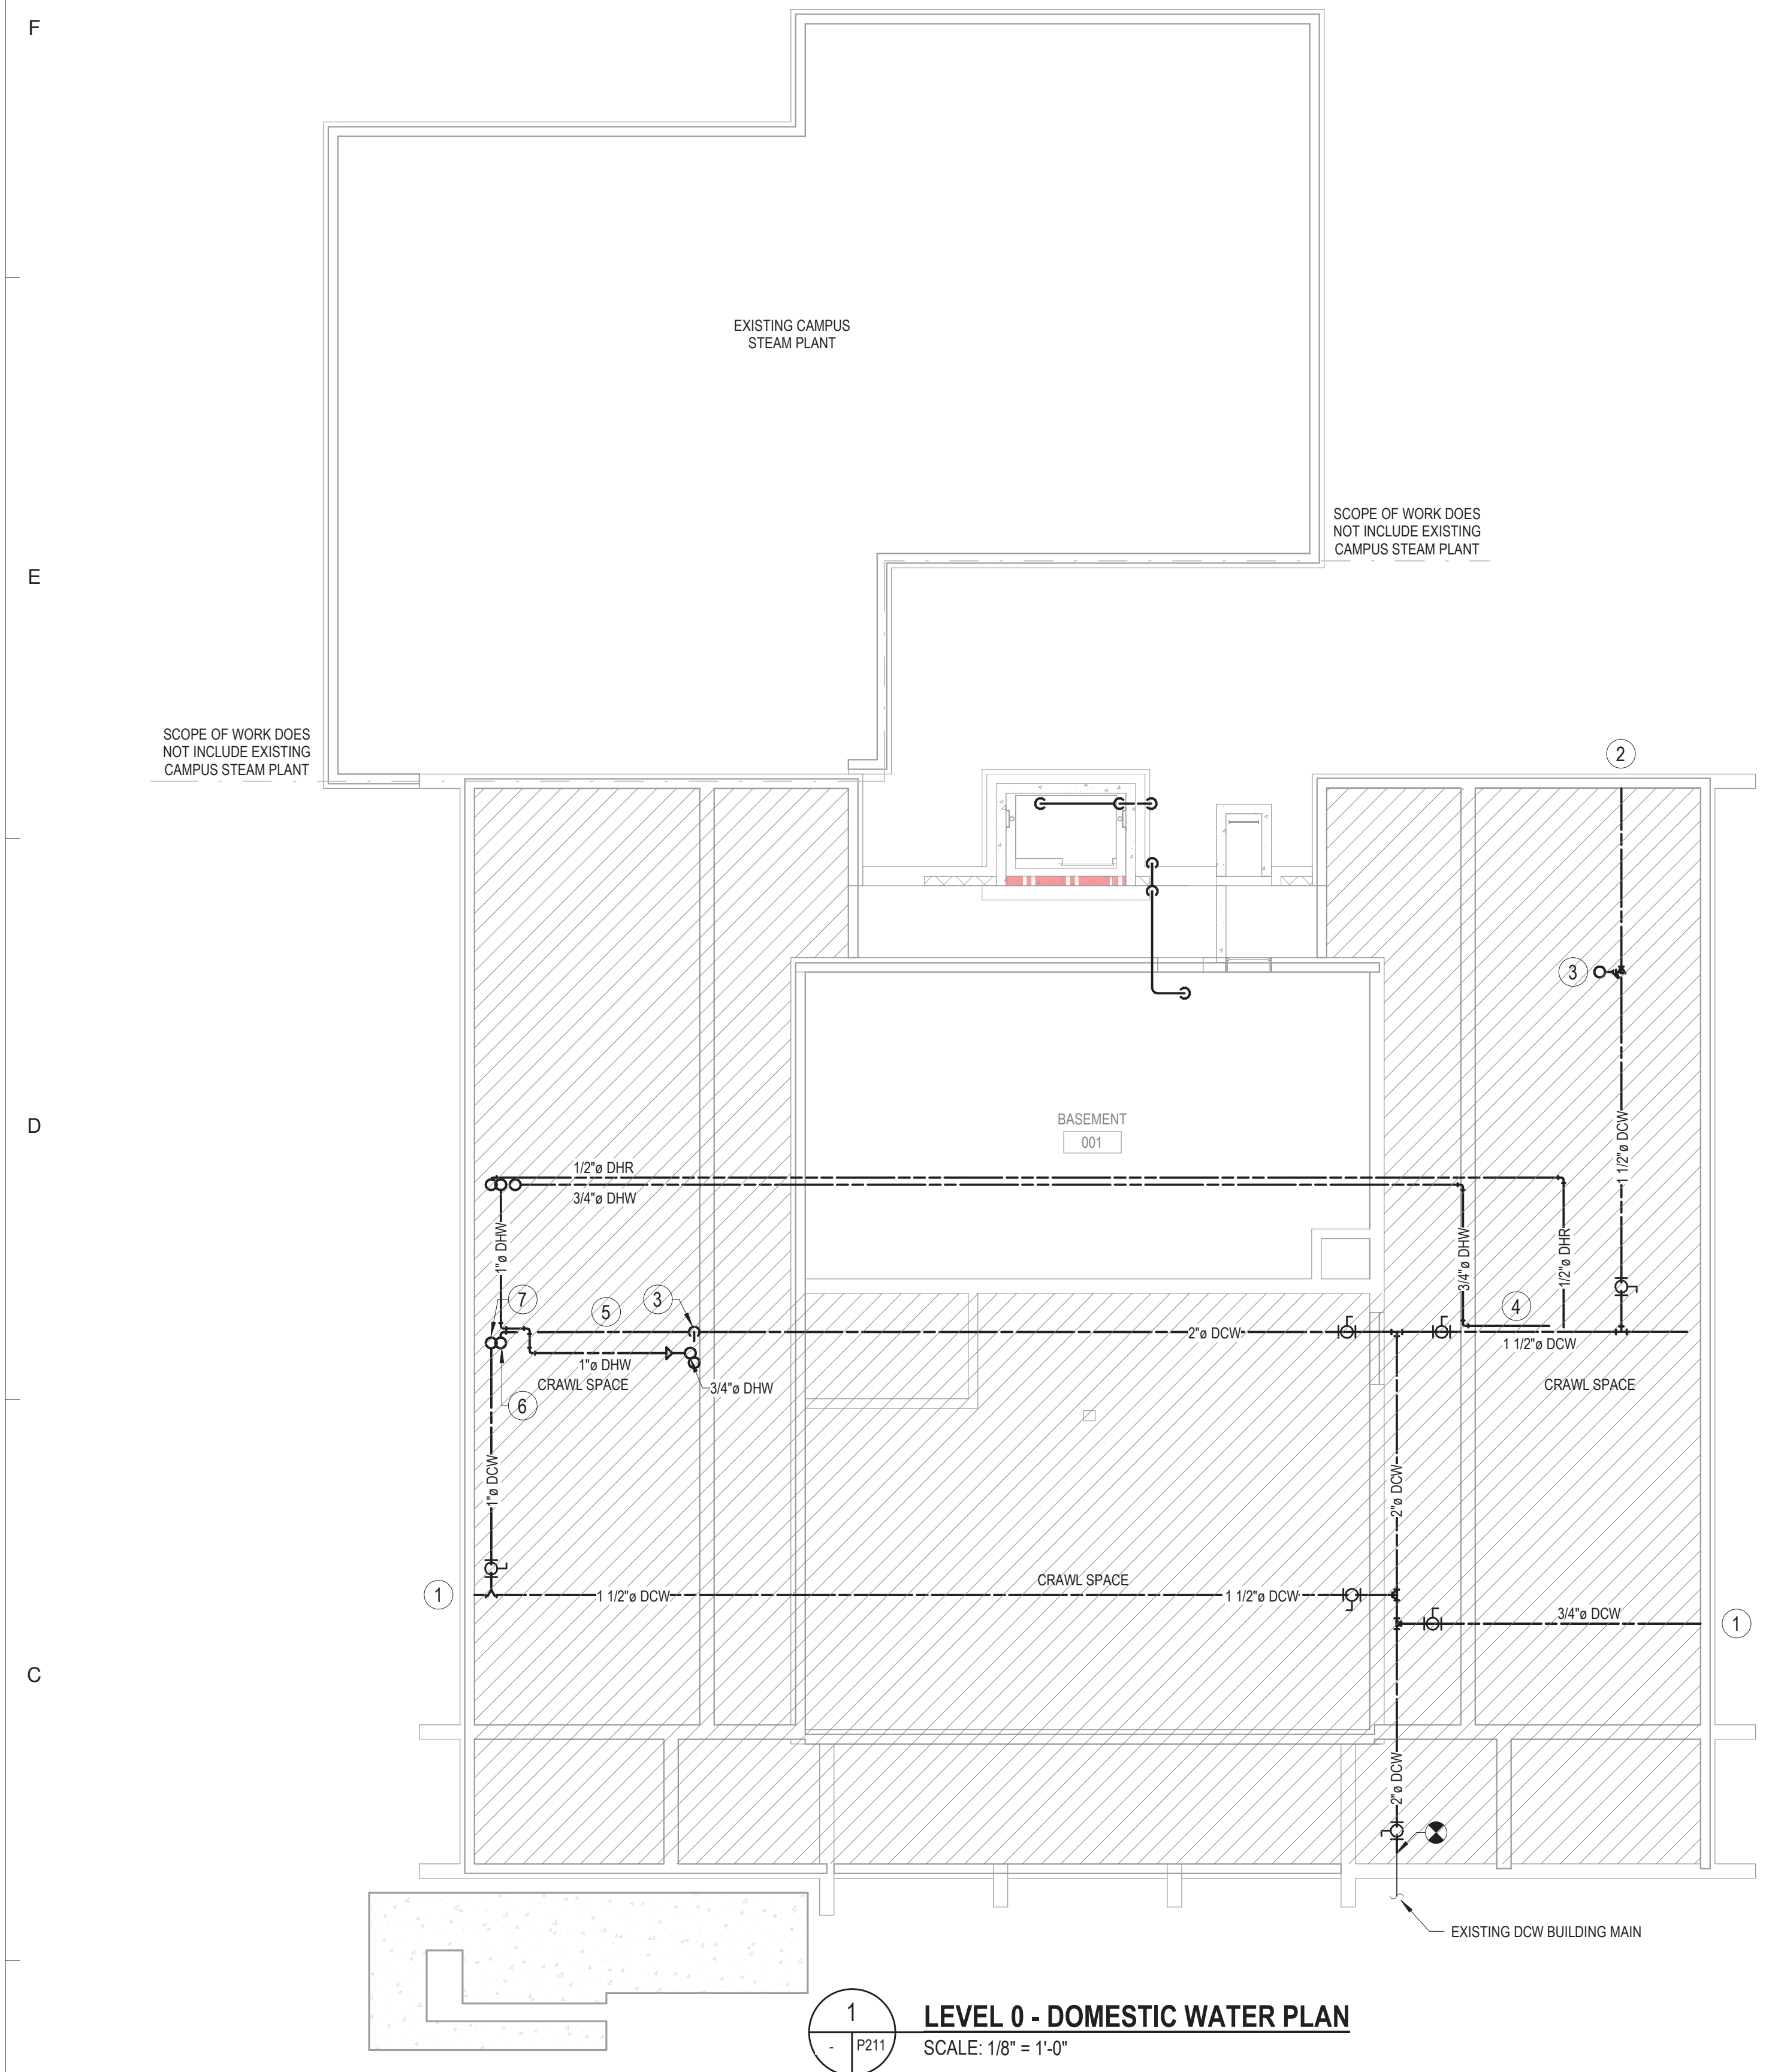 F
EXISTING CAMPUS
STEAM PLANT
SCOPE OF WORK DOES
NOT INCLUDE EXISTING
CAMPUS STEAM PLANT
E
SCOPE OF WORK DOES
NOT INCLUDE EXISTING
CAMPUS STEAM PLANT
2
3
D
BASEMENT
001
1 1/2"ø DCW
1/2"ø DHR
3/4"ø DHW
1"ø DHW
3/4"ø DHW
1/2"ø DHR
7
5
3
4
2"ø DCW
1 1/2"ø DCW
1"ø DHW
CRAWL SPACE
3/4"ø DHW
CRAWL SPACE
6
1"ø DCW
2"ø DCW
CRAWL SPACE
1
1 1/2"ø DCW
1 1/2"ø DCW
3/4"ø DCW
1
C
2"ø DCW
EXISTING DCW BUILDING MAIN
1
- P211
LEVEL 0 - DOMESTIC WATER PLAN
SCALE: 1/8" = 1'-0"